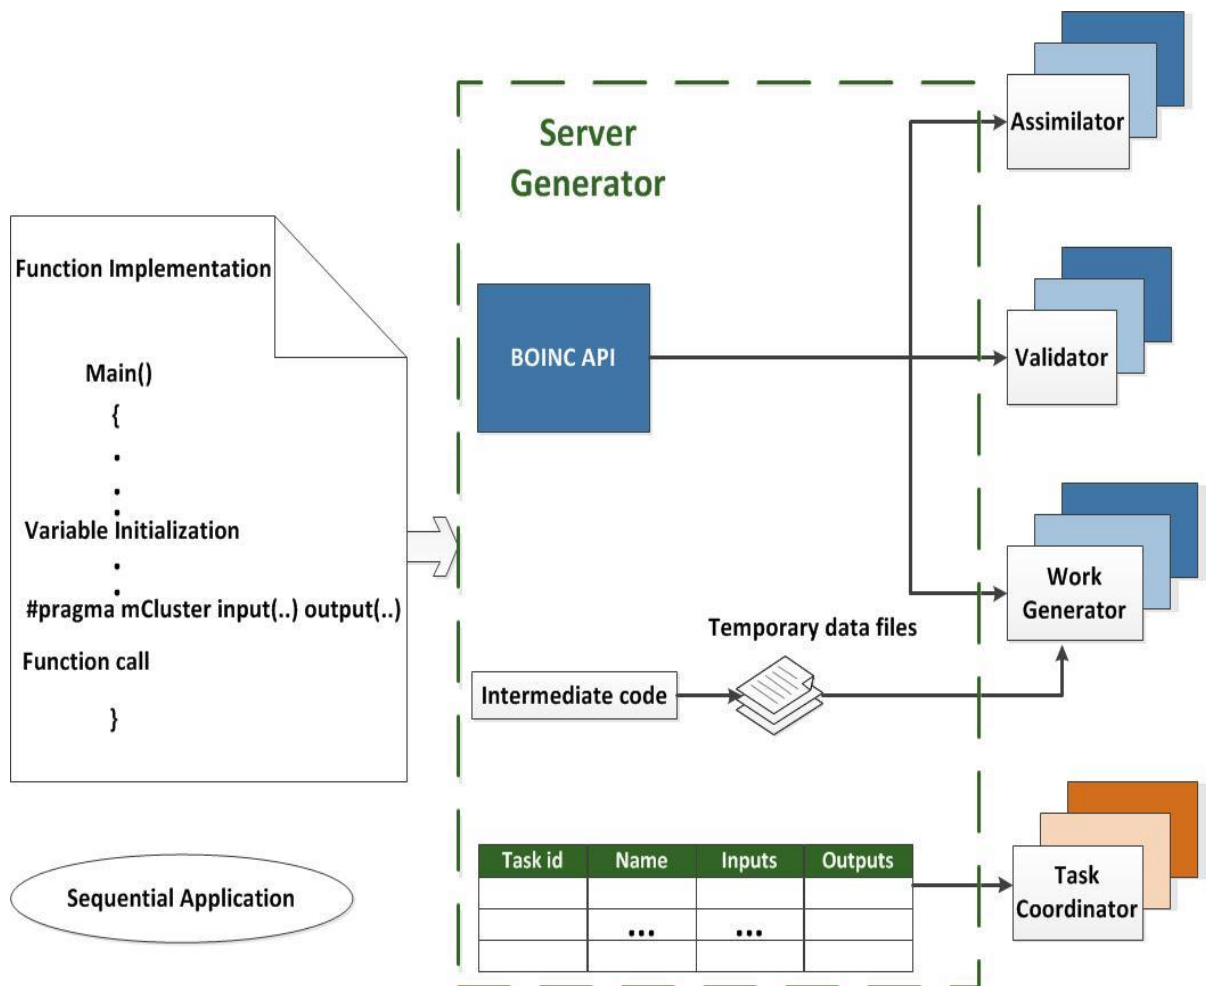 Function Implementation
Main()
{
.
.
.
Variable Initialization
.
.
#pragma mCluster input(..) output(..)
Function call
}
Sequential Application
Server
Generator
BOINC API
Intermediate code
Temporary data files
Task id Name Inputs Outputs
... ...
Assimilator
Validator
Work
Generator
Task
Coordinator